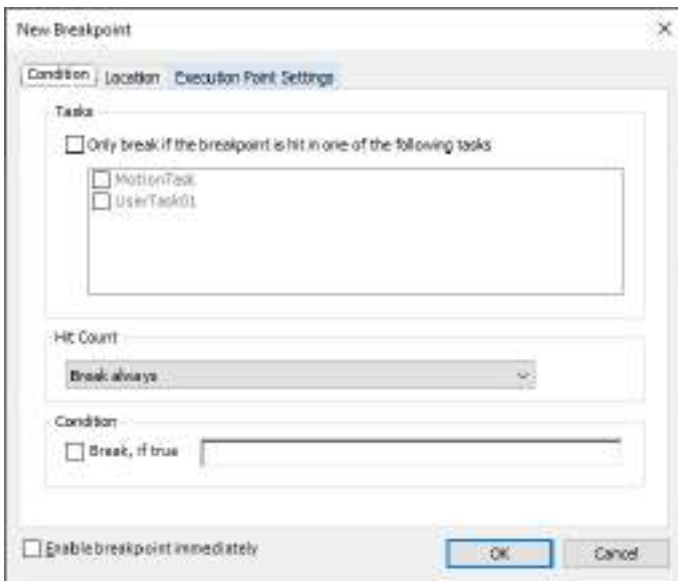 New Breakpoint
Condition Location Execution Point Settings
Tasks
Only break if the breakpoint is hit in one of the following tasks
MotionTask
UserTask01
Hit Count
Break always
Condition
Break, if true
Enable breakpoint immediately
OK Cancel